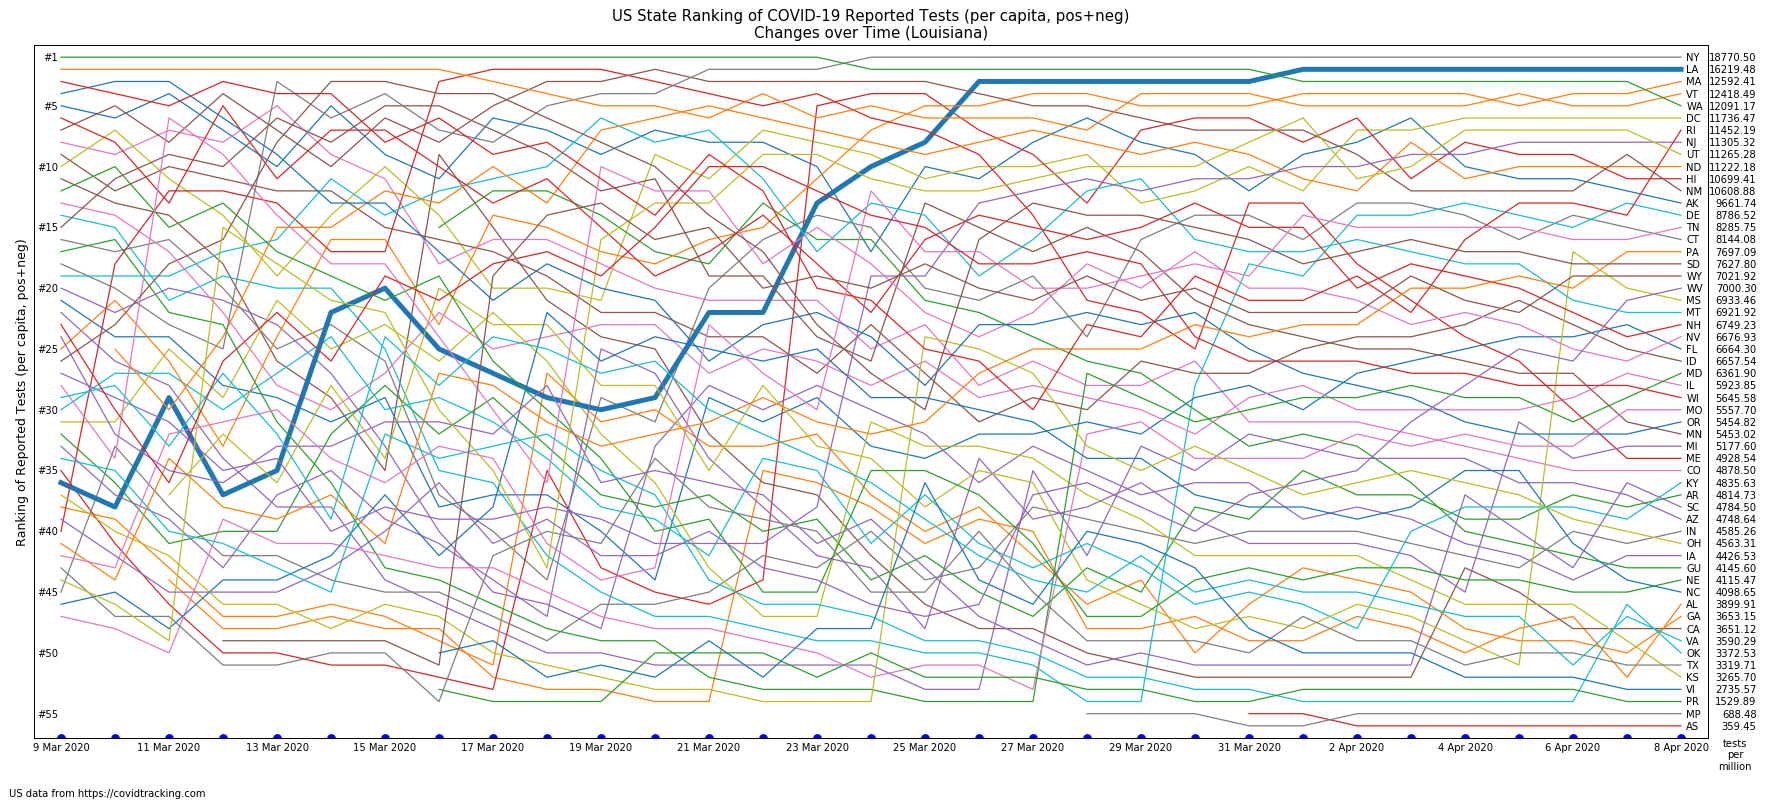 US State Ranking of COVID-19 Reported Tests (per capita, pos+neg)
Changes over Time (Louisiana)
Ranking of Reported Tests (per capita, pos+neg)
#1
#5
#10
#15
#20
#25
#30
#35
#40
#45
#50
#55
NY 18770.50
LA 16219.48
MA 12592.41
VT 12418.49
WA 12091.17
DC 11736.47
RI 11452.19
NJ 11305.32
UT 11265.28
ND 11222.18
HI 10699.41
NM 10608.88
AK 9661.74
DE 8786.52
TN 8285.75
CT 8144.08
PA 7697.09
SD 7627.80
WY 7021.92
WV 7000.30
MS 6933.46
MT 6921.92
NH 6749.23
NV 6676.93
FL 6664.30
ID 6657.54
MD 6361.90
IL 5923.85
WI 5645.58
MO 5557.70
OR 5454.82
MN 5453.02
MI 5177.60
ME 4928.54
CO 4878.50
KY 4835.63
AR 4814.73
SC 4784.50
AZ 4748.64
IN 4585.26
OH 4563.31
IA 4426.53
GU 4145.60
NE 4115.47
NC 4098.65
AL 3899.91
GA 3653.15
CA 3651.12
VA 3590.29
OK 3372.53
TX 3319.71
KS 3265.70
VI 2735.57
PR 1529.89
MP 688.48
AS 359.45
9 Mar 2020 11 Mar 2020 13 Mar 2020 15 Mar 2020 17 Mar 2020 19 Mar 2020 21 Mar 2020 23 Mar 2020 25 Mar 2020 27 Mar 2020 29 Mar 2020 31 Mar 2020 2 Apr 2020 4 Apr 2020 6 Apr 2020 8 Apr 2020
tests
per
million
US data from https://covidtracking.com